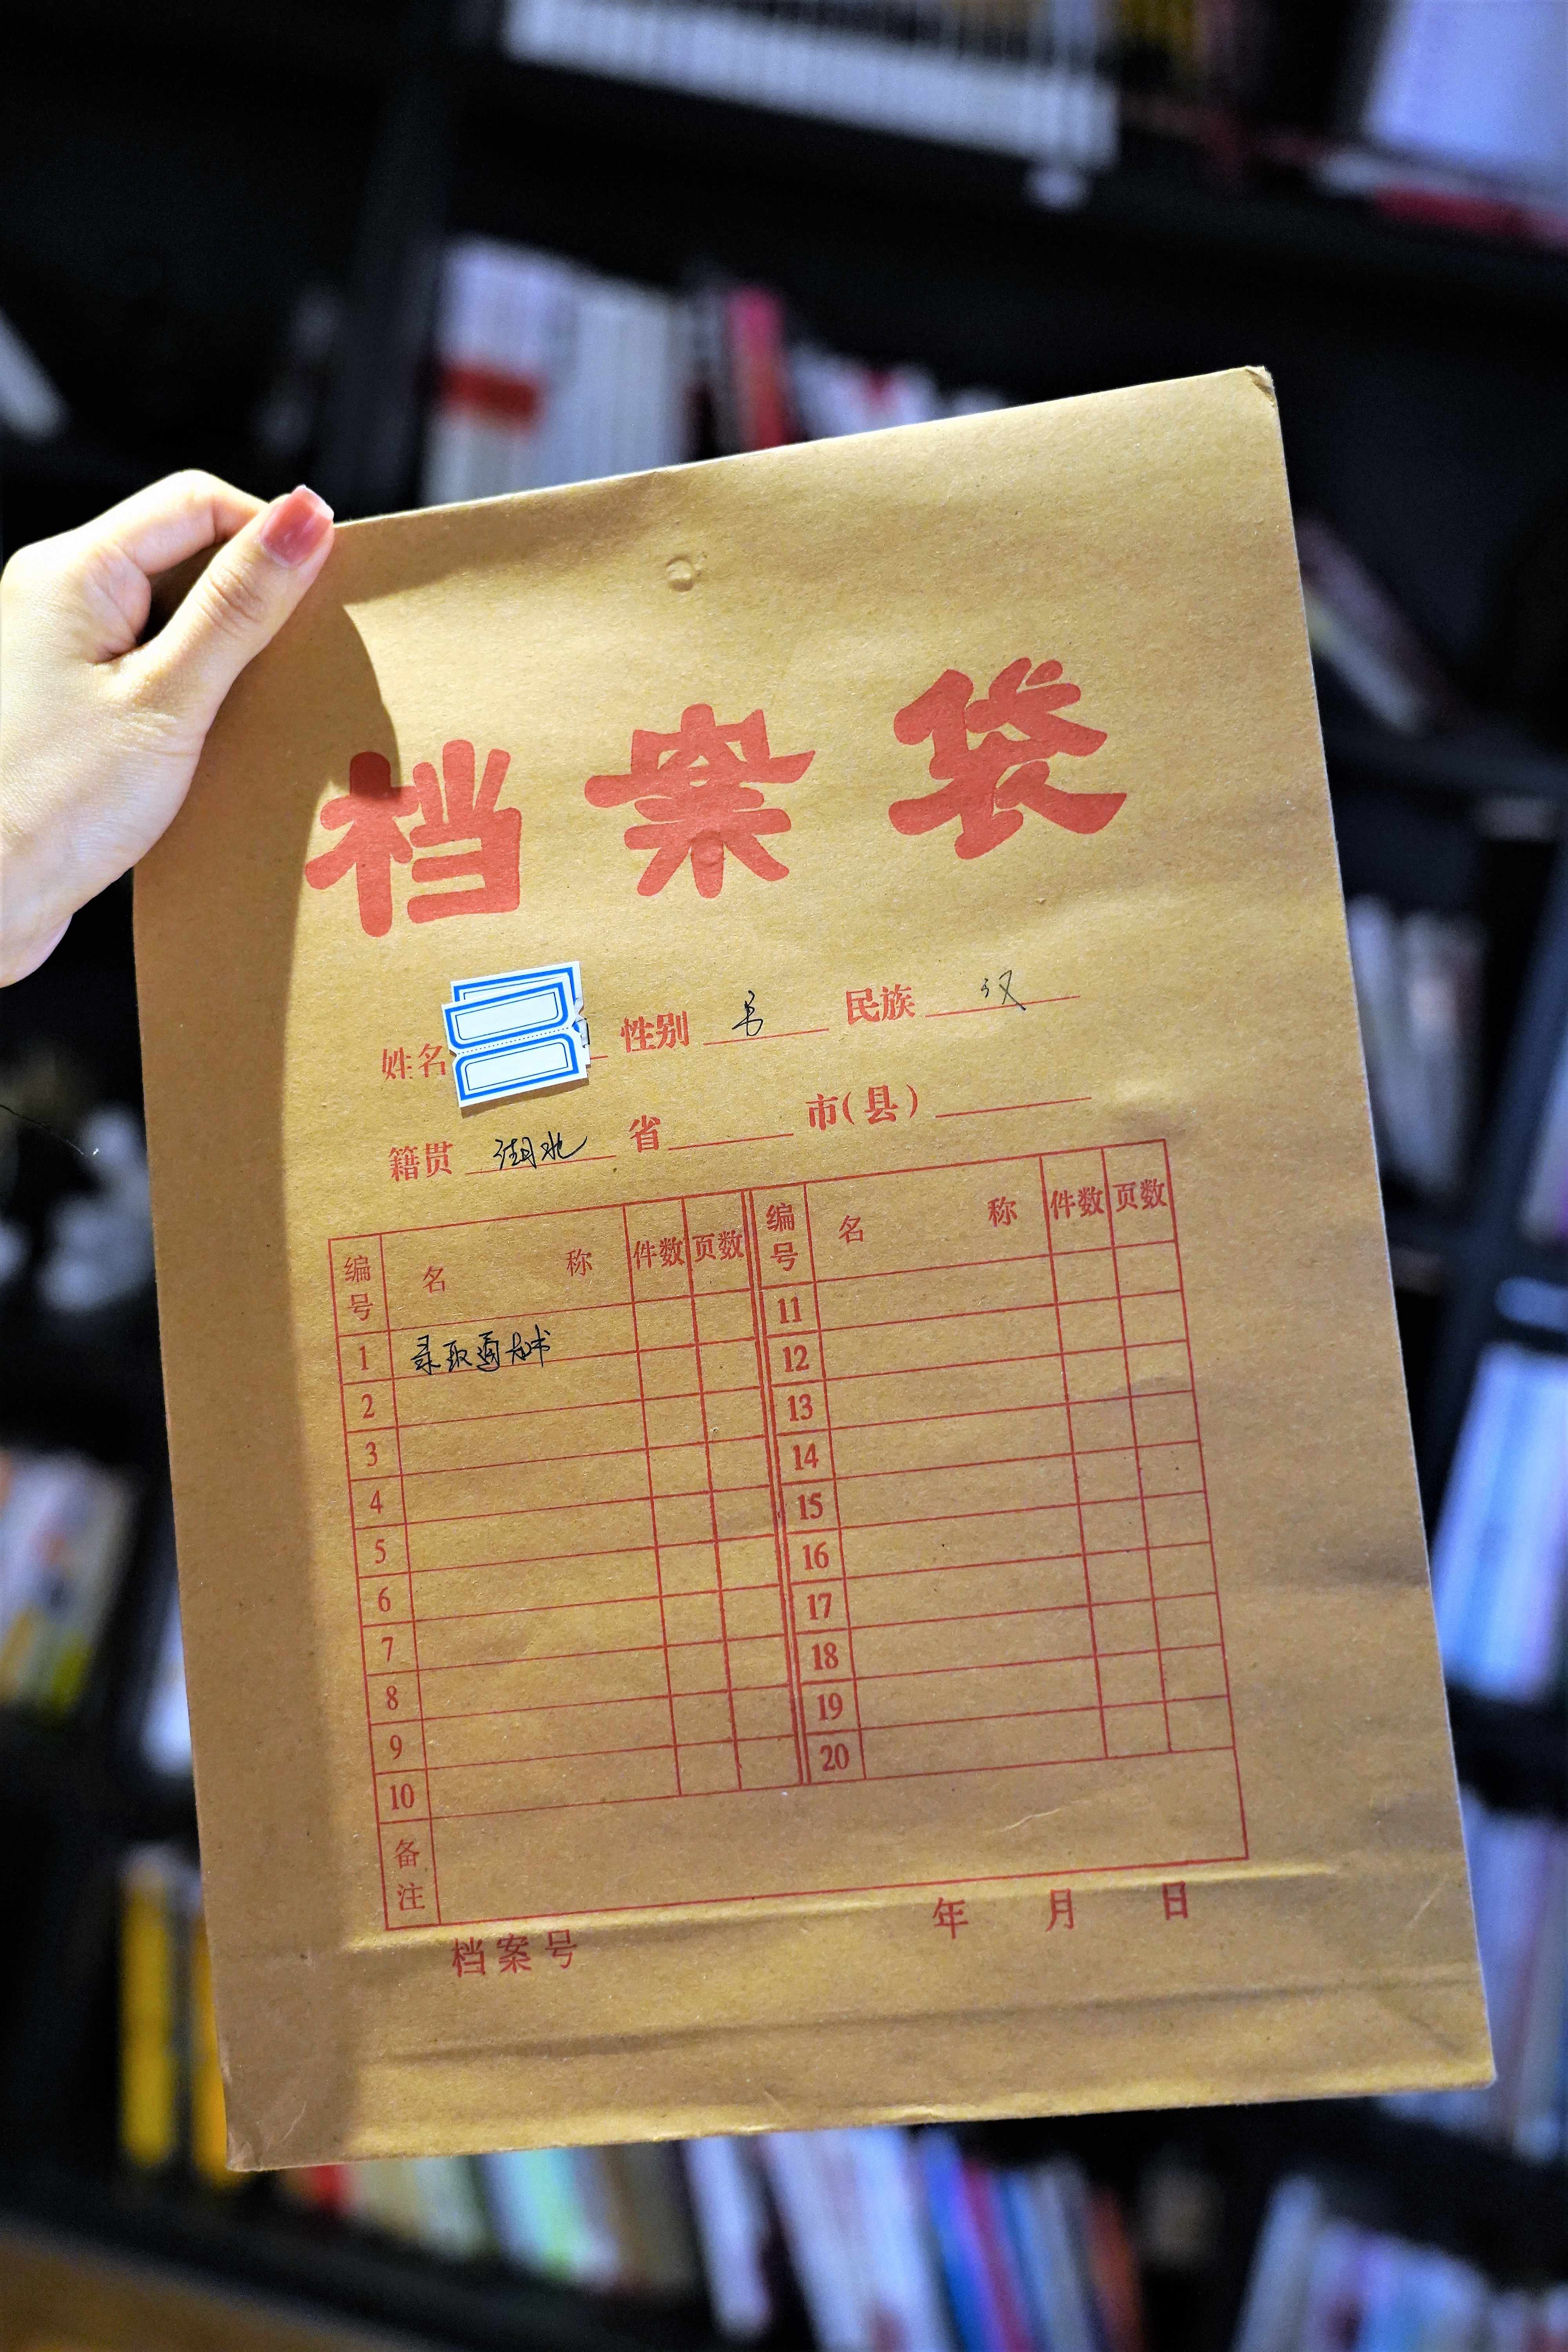 档案袋
姓名 性别 男 民族 汉
籍贯 湖北 省 市(县)
编号 名称 件数 页数 编号 名称 件数 页数
1 录取通知书 11
2 12
3 13
4 14
5 15
6 16
7 17
8 18
9 19
10 20
备注
档案号 年 月 日